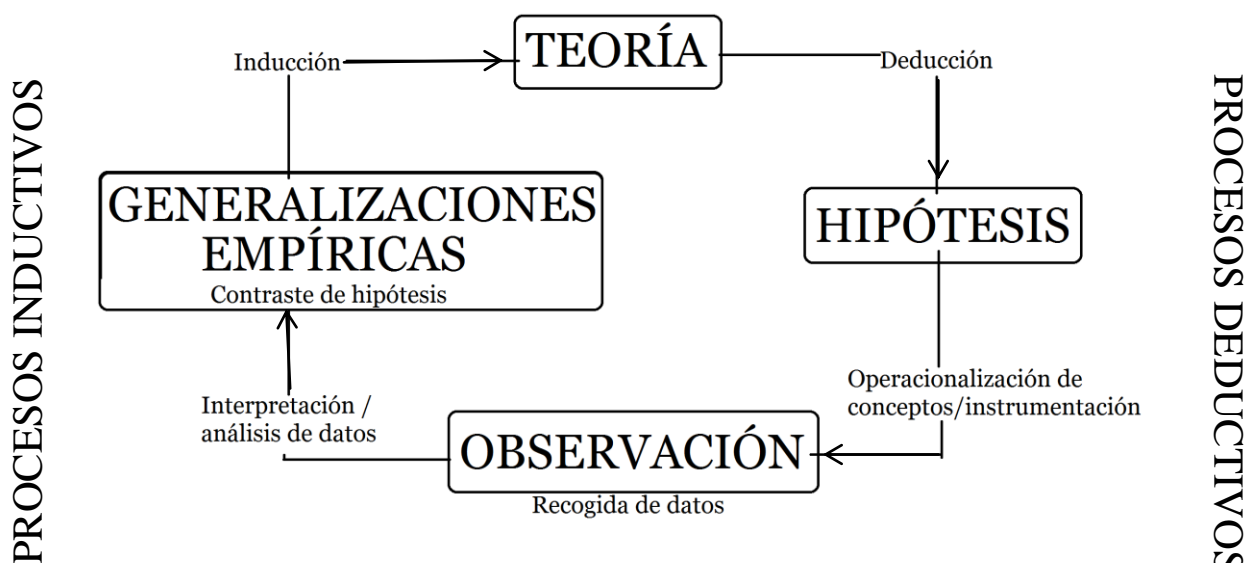 PROCESOS INDUCTIVOS
Inducción
TEORÍA
Deducción
GENERALIZACIONES
EMPÍRICAS
Contraste de hipótesis
HIPÓTESIS
Interpretación /
análisis de datos
OBSERVACIÓN
Recogida de datos
Operacionalización de
conceptos/instrumentación
PROCESOS DEDUCTIVOS